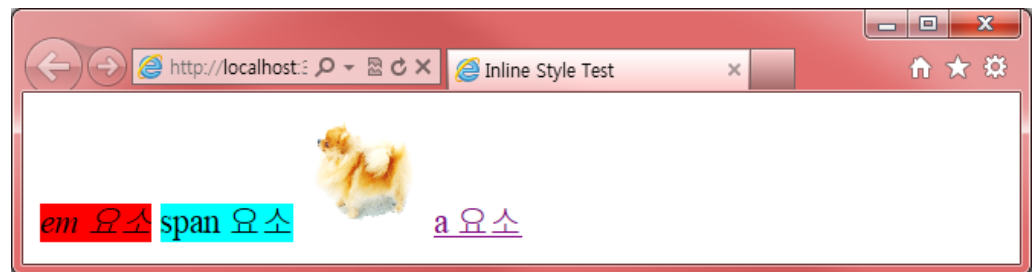 http://localhost:
Inline Style Test
em 요소 span 요소 a 요소